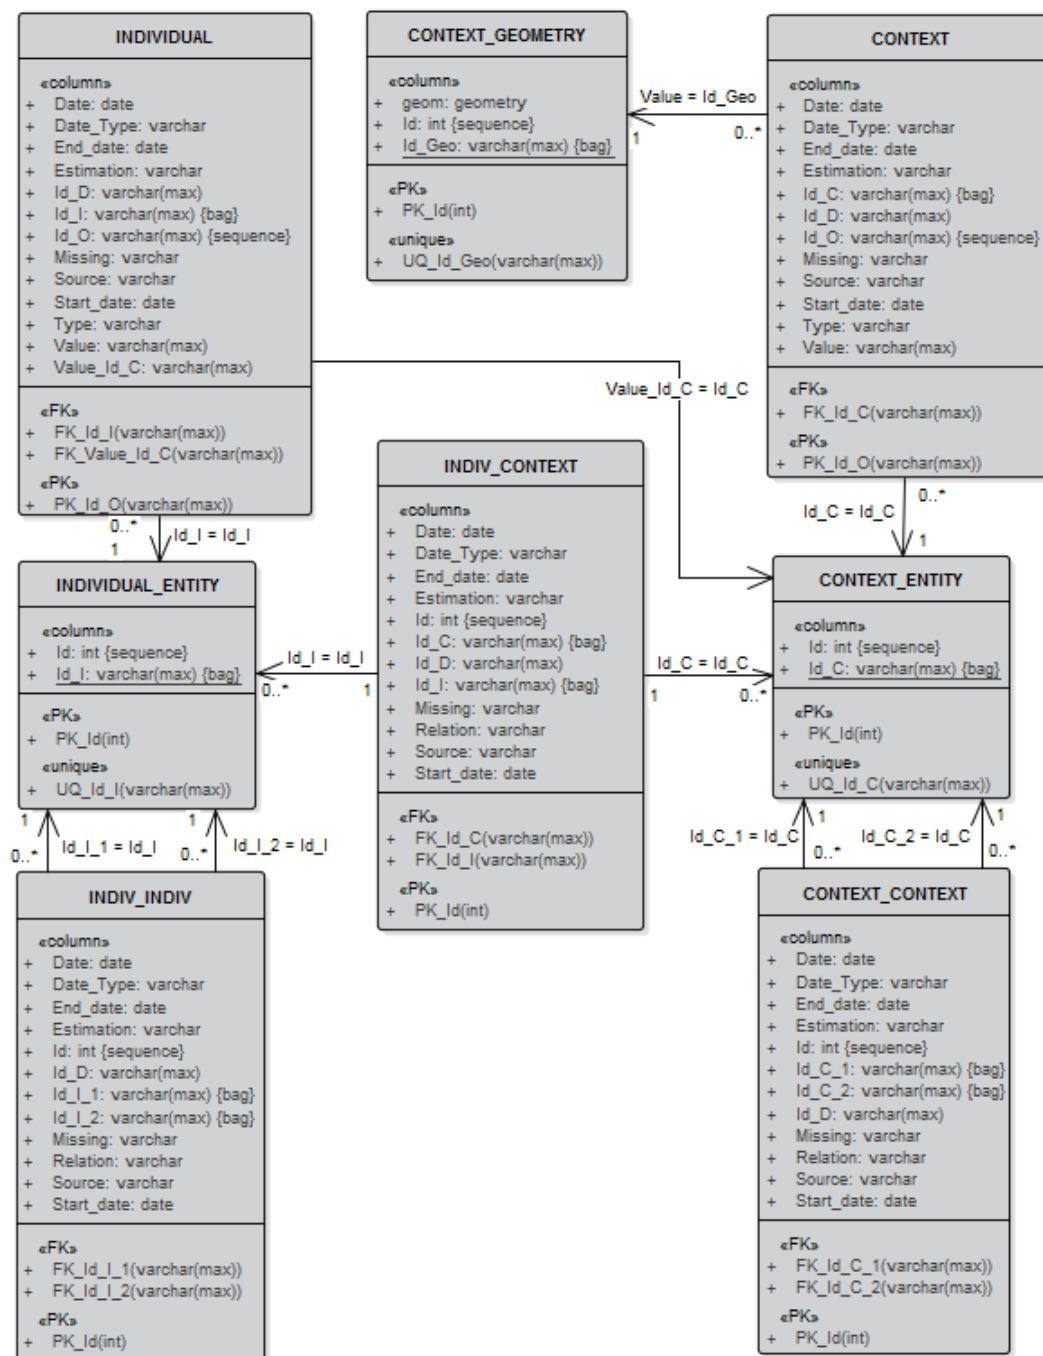 INDIVIDUAL
«column»
+ Date: date
+ Date_Type: varchar
+ End_date: date
+ Estimation: varchar
+ Id_D: varchar(max)
+ Id_I: varchar(max) {bag}
+ Id_O: varchar(max) {sequence}
+ Missing: varchar
+ Source: varchar
+ Start_date: date
+ Type: varchar
+ Value: varchar(max)
+ Value_Id_C: varchar(max)
«FK»
+ FK_Id_I(varchar(max))
+ FK_Value_Id_C(varchar(max))
«PK»
+ PK_Id_O(varchar(max))
CONTEXT_GEOMETRY
«column»
+ geom: geometry
+ Id: int {sequence}
+ Id_Geo: varchar(max) {bag}
«PK»
+ PK_Id(int)
«unique»
+ UQ_Id_Geo(varchar(max))
Value = Id_Geo
1
0..*
CONTEXT
«column»
+ Date: date
+ Date_Type: varchar
+ End_date: date
+ Estimation: varchar
+ Id_C: varchar(max) {bag}
+ Id_D: varchar(max)
+ Id_O: varchar(max) {sequence}
+ Missing: varchar
+ Source: varchar
+ Start_date: date
+ Type: varchar
+ Value: varchar(max)
«FK»
+ FK_Id_C(varchar(max))
«PK»
+ PK_Id_O(varchar(max))
Value_Id_C = Id_C
0..*
Id_I = Id_I
1
0..*
Id_C = Id_C
1
INDIVIDUAL_ENTITY
«column»
+ Id: int {sequence}
+ Id_I: varchar(max) {bag}
«PK»
+ PK_Id(int)
«unique»
+ UQ_Id_I(varchar(max))
Id_I = Id_I
0..*
1
INDIV_CONTEXT
«column»
+ Date: date
+ Date_Type: varchar
+ End_date: date
+ Estimation: varchar
+ Id: int {sequence}
+ Id_C: varchar(max) {bag}
+ Id_D: varchar(max)
+ Id_I: varchar(max) {bag}
+ Missing: varchar
+ Relation: varchar
+ Source: varchar
+ Start_date: date
«FK»
+ FK_Id_C(varchar(max))
+ FK_Id_I(varchar(max))
«PK»
+ PK_Id(int)
Id_C = Id_C
1
0..*
CONTEXT_ENTITY
«column»
+ Id: int {sequence}
+ Id_C: varchar(max) {bag}
«PK»
+ PK_Id(int)
«unique»
+ UQ_Id_C(varchar(max))
1
Id_I_1 = Id_I
0..*
1
Id_I_2 = Id_I
0..*
1
Id_C_1 = Id_C
0..*
1
Id_C_2 = Id_C
0..*
INDIV_INDIV
«column»
+ Date: date
+ Date_Type: varchar
+ End_date: date
+ Estimation: varchar
+ Id: int {sequence}
+ Id_D: varchar(max)
+ Id_I_1: varchar(max) {bag}
+ Id_I_2: varchar(max) {bag}
+ Missing: varchar
+ Relation: varchar
+ Source: varchar
+ Start_date: date
«FK»
+ FK_Id_I_1(varchar(max))
+ FK_Id_I_2(varchar(max))
«PK»
+ PK_Id(int)
CONTEXT_CONTEXT
«column»
+ Date: date
+ Date_Type: varchar
+ End_date: date
+ Estimation: varchar
+ Id: int {sequence}
+ Id_C_1: varchar(max) {bag}
+ Id_C_2: varchar(max) {bag}
+ Id_D: varchar(max)
+ Missing: varchar
+ Relation: varchar
+ Source: varchar
+ Start_date: date
«FK»
+ FK_Id_C_1(varchar(max))
+ FK_Id_C_2(varchar(max))
«PK»
+ PK_Id(int)